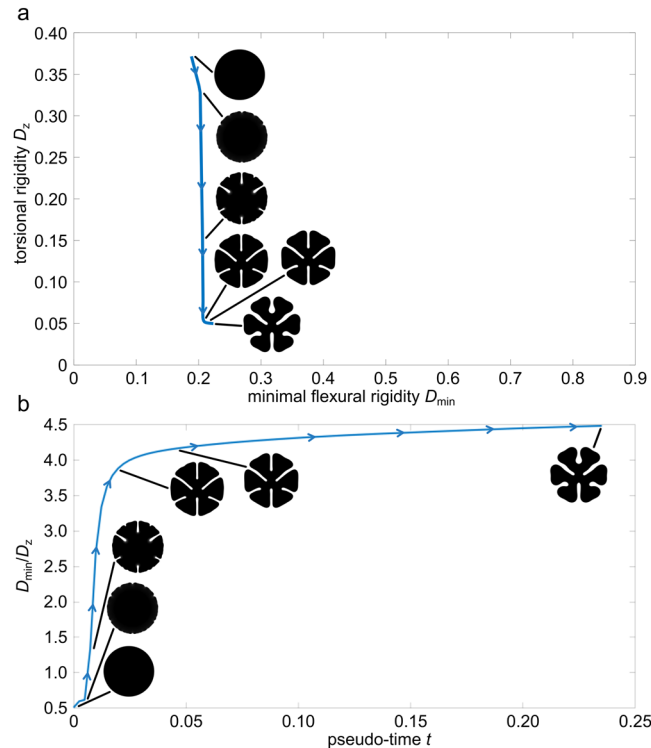 a
0.40
0.35
0.30
0.25
0.20
0.15
0.10
0.05
0
torsional rigidity Dz
0 0.1 0.2 0.3 0.4 0.5 0.6 0.7 0.8 0.9
minimal flexural rigidity Dmin
b
4.5
4.0
3.5
3.0
2.5
4.0
1.5
1.0
0.5
Dmin/Dz
0 0.05 0.10 0.15 0.20 0.25
pseudo-time t